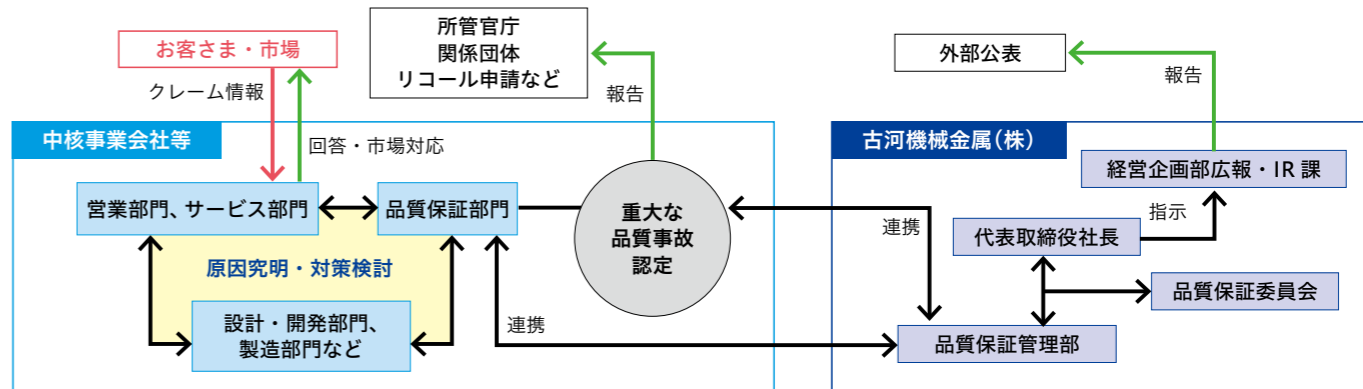 お客さま・市場
所管官庁
関係団体
リコール申請など
外部公表
クレーム情報
報告
報告
中核事業会社等
回答・市場対応
古河機械金属(株)
経営企画部広報・IR 課
営業部門、サービス部門
品質保証部門
重大な
品質事故
認定
連携
指示
代表取締役社長
原因究明・対策検討
品質保証委員会
設計・開発部門、
製造部門など
連携
品質保証管理部